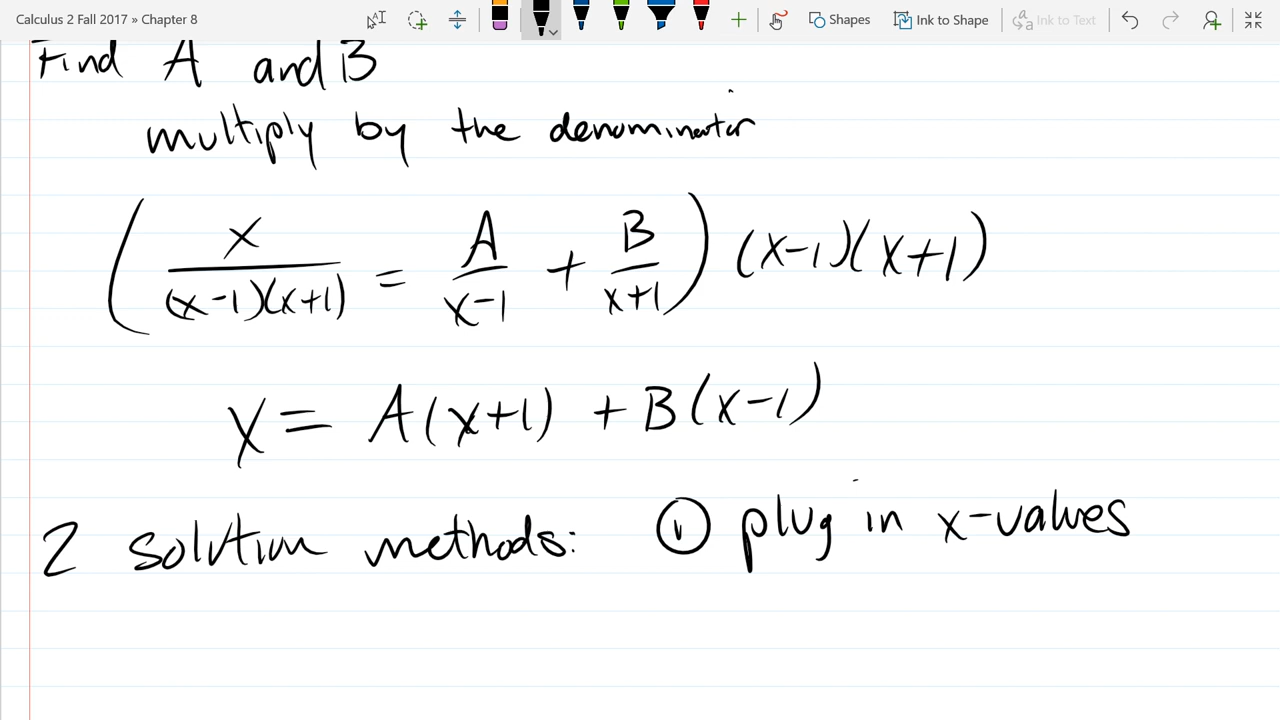 Calculus 2 Fall 2017 » Chapter 8
Shapes Ink to Shape Ink to Text
Find A and B
multiply by the denominator
( x/((x-1)(x+1)) = A/(x-1) + B/(x+1) ) (x-1)(x+1)
x = A(x+1) + B(x-1)
2 solution methods: ① plug in x-values